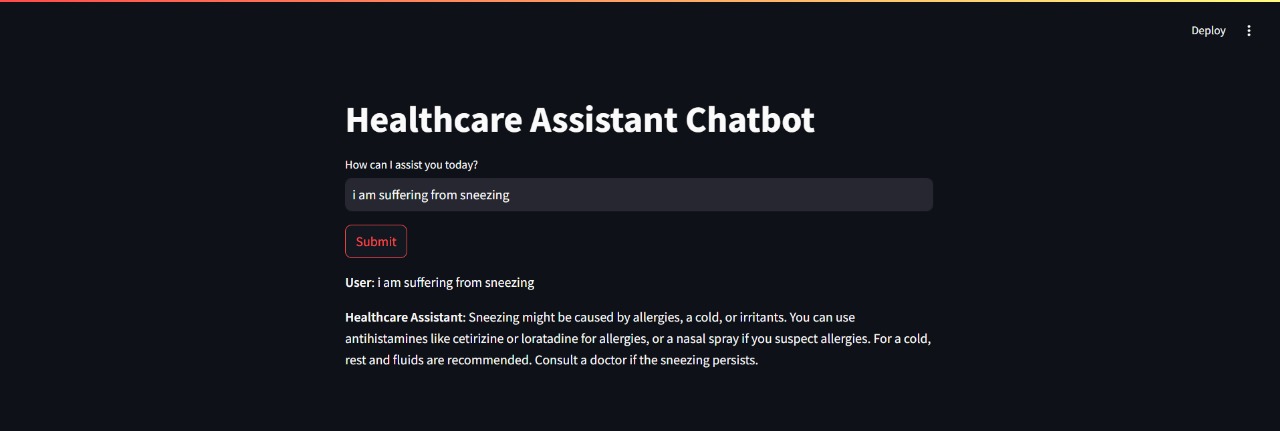 Deploy
Healthcare Assistant Chatbot
How can I assist you today?
i am suffering from sneezing
Submit
User: i am suffering from sneezing
Healthcare Assistant: Sneezing might be caused by allergies, a cold, or irritants. You can use
antihistamines like cetirizine or loratadine for allergies, or a nasal spray if you suspect allergies. For a cold,
rest and fluids are recommended. Consult a doctor if the sneezing persists.